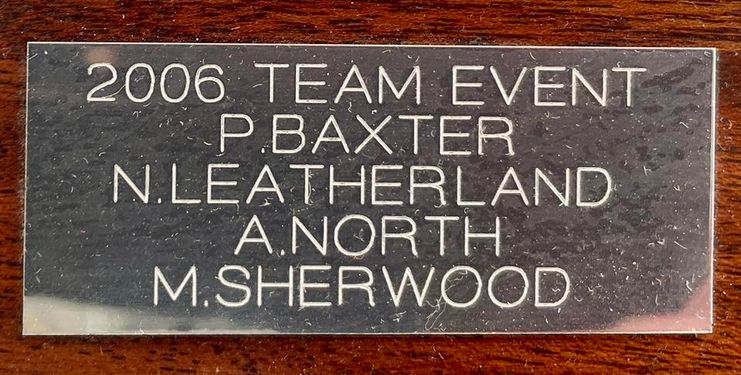 2006 TEAM EVENT
P.BAXTER
N.LEATHERLAND
A.NORTH
M.SHERWOOD